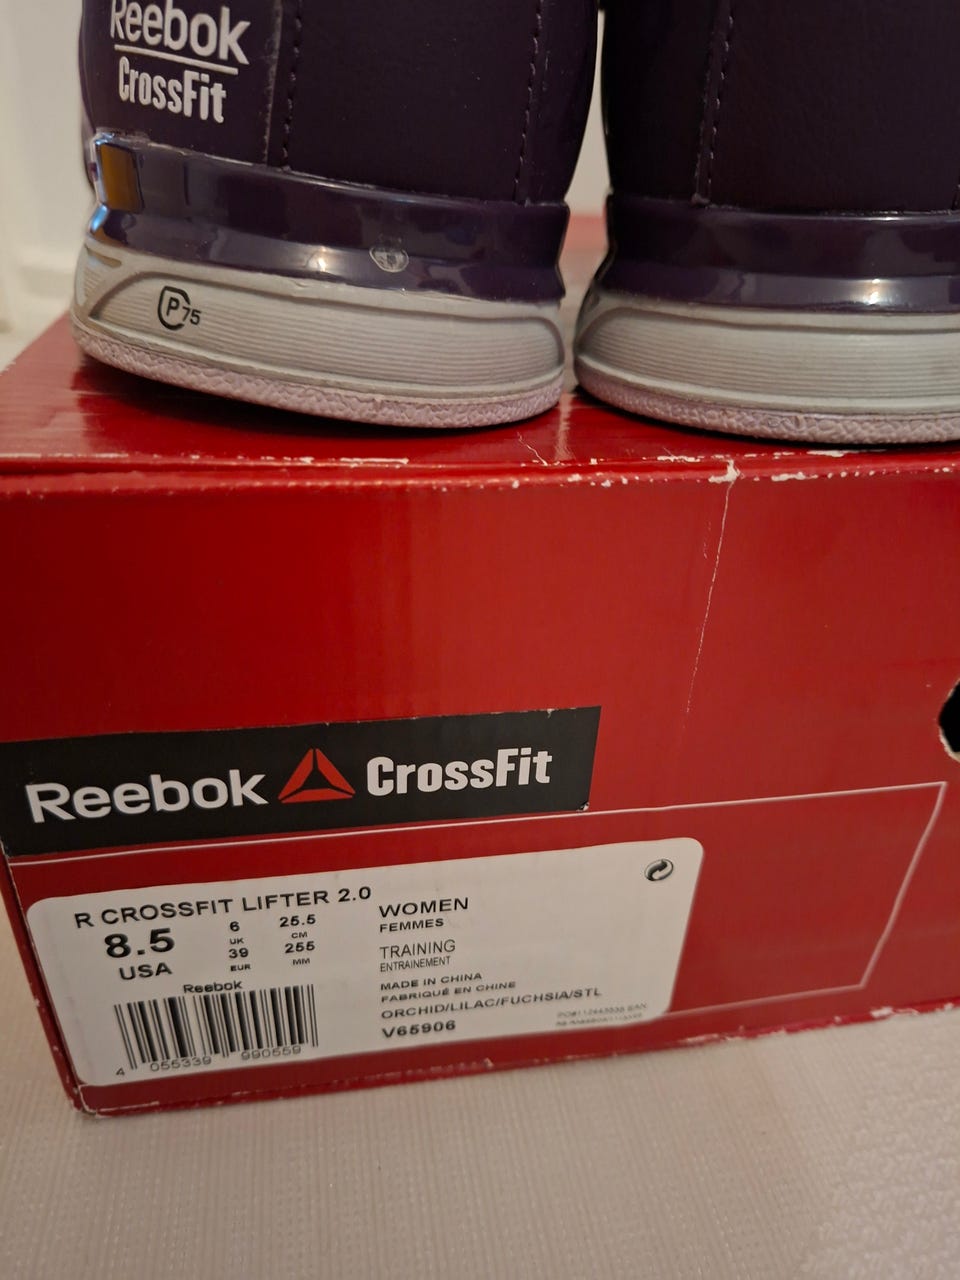 Reebok
CrossFit
P 75
Reebok CrossFit
R CROSSFIT LIFTER 2.0
8.5
USA
6
UK
39
EUR
25.5
CM
255
MM
WOMEN
FEMMES
TRAINING
ENTRAINEMENT
MADE IN CHINA
FABRIQUÉ EN CHINE
ORCHID/LILAC/FUCHSIA/STL
V65906
Reebok
4 055339 990559